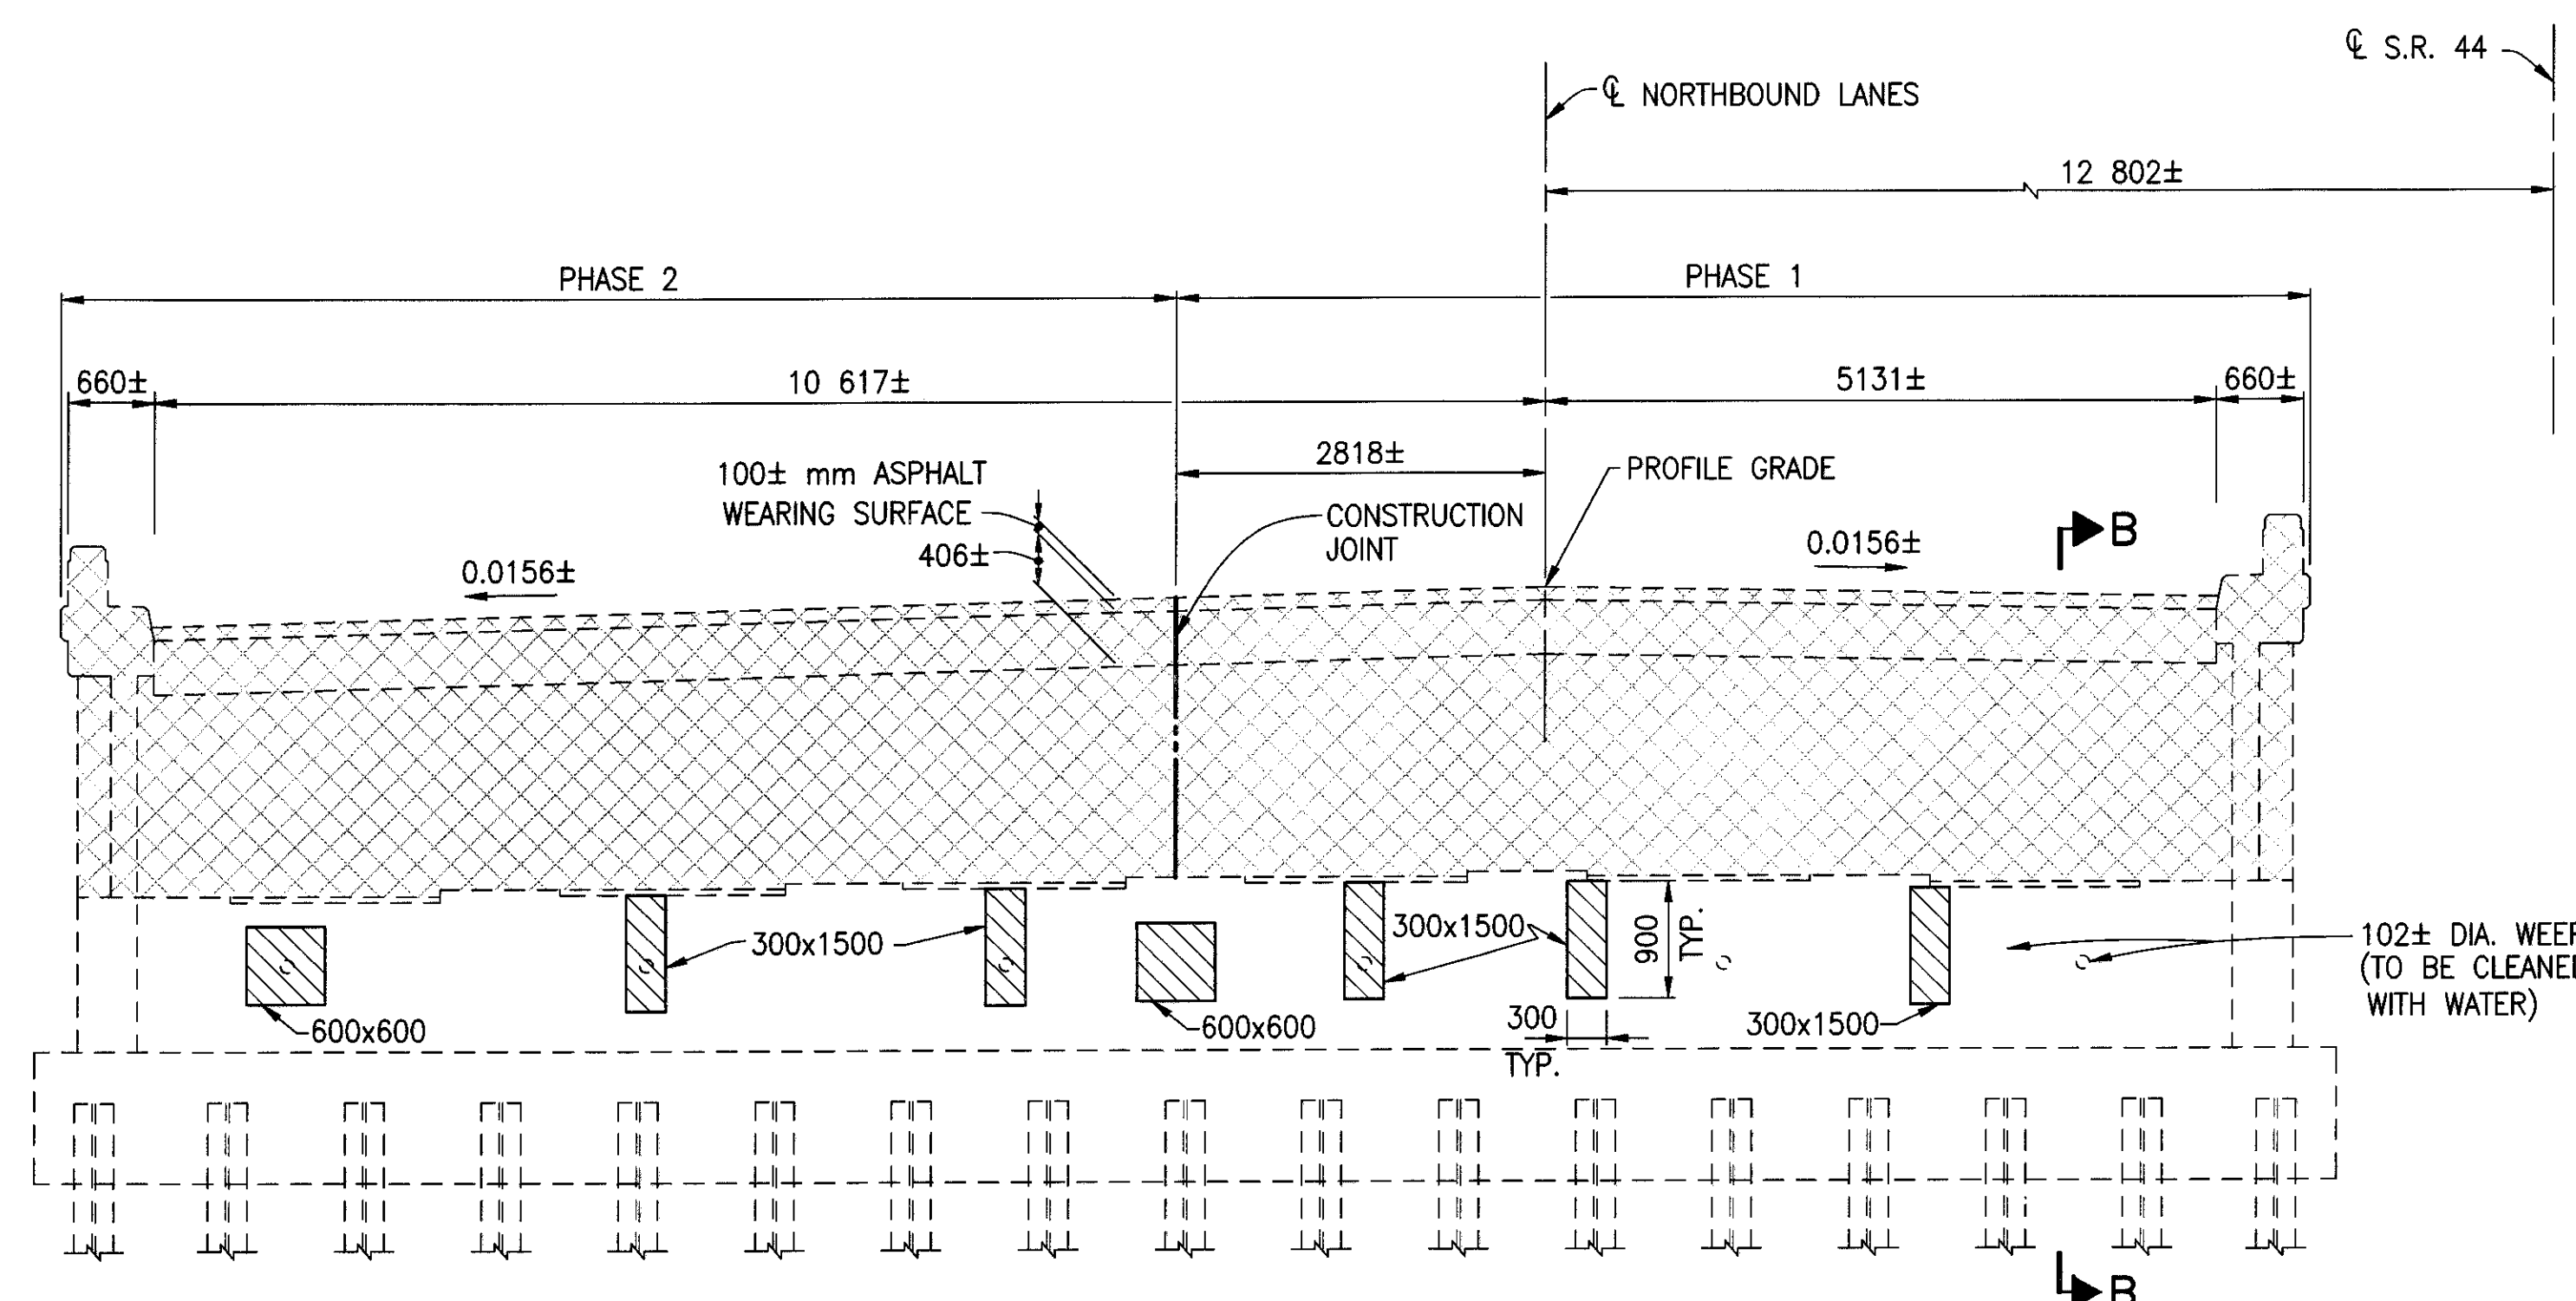 ℄ S.R. 44
℄ NORTHBOUND LANES
12 802±
PHASE 2
PHASE 1
660±
10 617±
5131±
660±
2818±
100± mm ASPHALT
WEARING SURFACE
406±
PROFILE GRADE
CONSTRUCTION
JOINT
B
0.0156±
0.0156±
300x1500
300x1500
900
TYP.
102± DIA. WEEP
(TO BE CLEANE
WITH WATER)
600x600
600x600
300
TYP.
300x1500
B